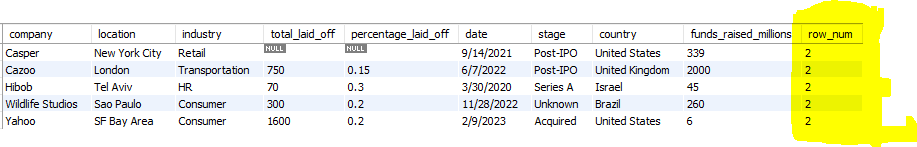 company location industry total_laid_off percentage_laid_off date stage country funds_raised_millions row_num
Casper New York City Retail NULL NULL 9/14/2021 Post-IPO United States 339 2
Cazoo London Transportation 750 0.15 6/7/2022 Post-IPO United Kingdom 2000 2
Hibob Tel Aviv HR 70 0.3 3/30/2020 Series A Israel 45 2
Wildlife Studios Sao Paulo Consumer 300 0.2 11/28/2022 Unknown Brazil 260 2
Yahoo SF Bay Area Consumer 1600 0.2 2/9/2023 Acquired United States 6 2